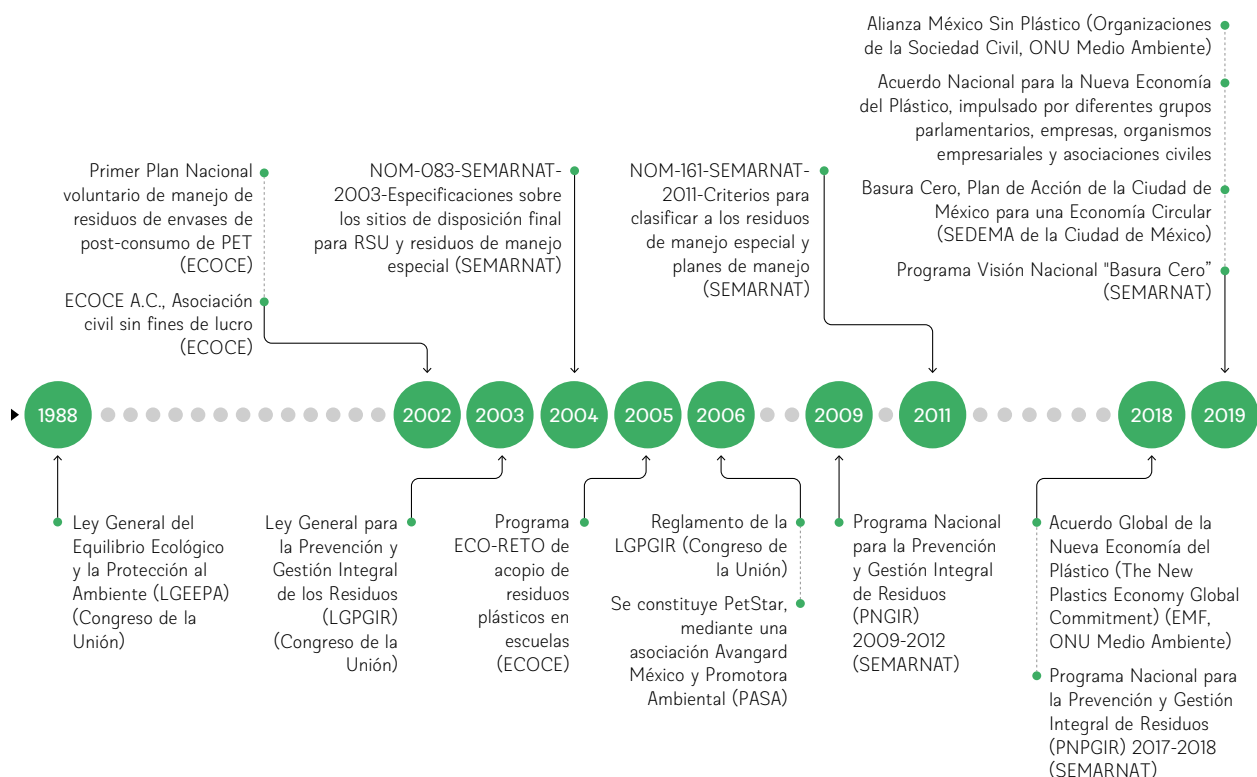 Alianza México Sin Plástico (Organizaciones
de la Sociedad Civil, ONU Medio Ambiente)
Acuerdo Nacional para la Nueva Economía
del Plástico, impulsado por diferentes grupos
parlamentarios, empresas, organismos
empresariales y asociaciones civiles
Basura Cero, Plan de Acción de la Ciudad de
México para una Economía Circular
(SEDEMA de la Ciudad de México)
Programa Visión Nacional "Basura Cero”
(SEMARNAT)
Primer Plan Nacional
voluntario de manejo de
residuos de envases de
post-consumo de PET
(ECOCE)
ECOCE A.C., Asociación
civil sin fines de lucro
(ECOCE)
NOM-083-SEMARNAT-
2003-Especificaciones sobre
los sitios de disposición final
para RSU y residuos de manejo
especial (SEMARNAT)
NOM-161-SEMARNAT-
2011-Criterios para
clasificar a los residuos
de manejo especial y
planes de manejo
(SEMARNAT)
1988
2002
2003
2004
2005
2006
2009
2011
2018
2019
Ley General del
Equilibrio Ecológico
y la Protección al
Ambiente (LGEEPA)
(Congreso de la
Unión)
Ley General para
la Prevención y
Gestión Integral
de los Residuos
(LGPGIR)
(Congreso de la
Unión)
Programa
ECO-RETO de
acopio de
residuos
plásticos en
escuelas
(ECOCE)
Reglamento de la
LGPGIR (Congreso de
la Unión)
Se constituye PetStar,
mediante una
asociación Avangard
México y Promotora
Ambiental (PASA)
Programa Nacional
para la Prevención
y Gestión Integral
de Residuos
(PNGIR)
2009-2012
(SEMARNAT)
Acuerdo Global de la
Nueva Economía del
Plástico (The New
Plastics Economy Global
Commitment) (EMF,
ONU Medio Ambiente)
Programa Nacional para
la Prevención y Gestión
Integral de Residuos
(PNPGIR) 2017-2018
(SEMARNAT)